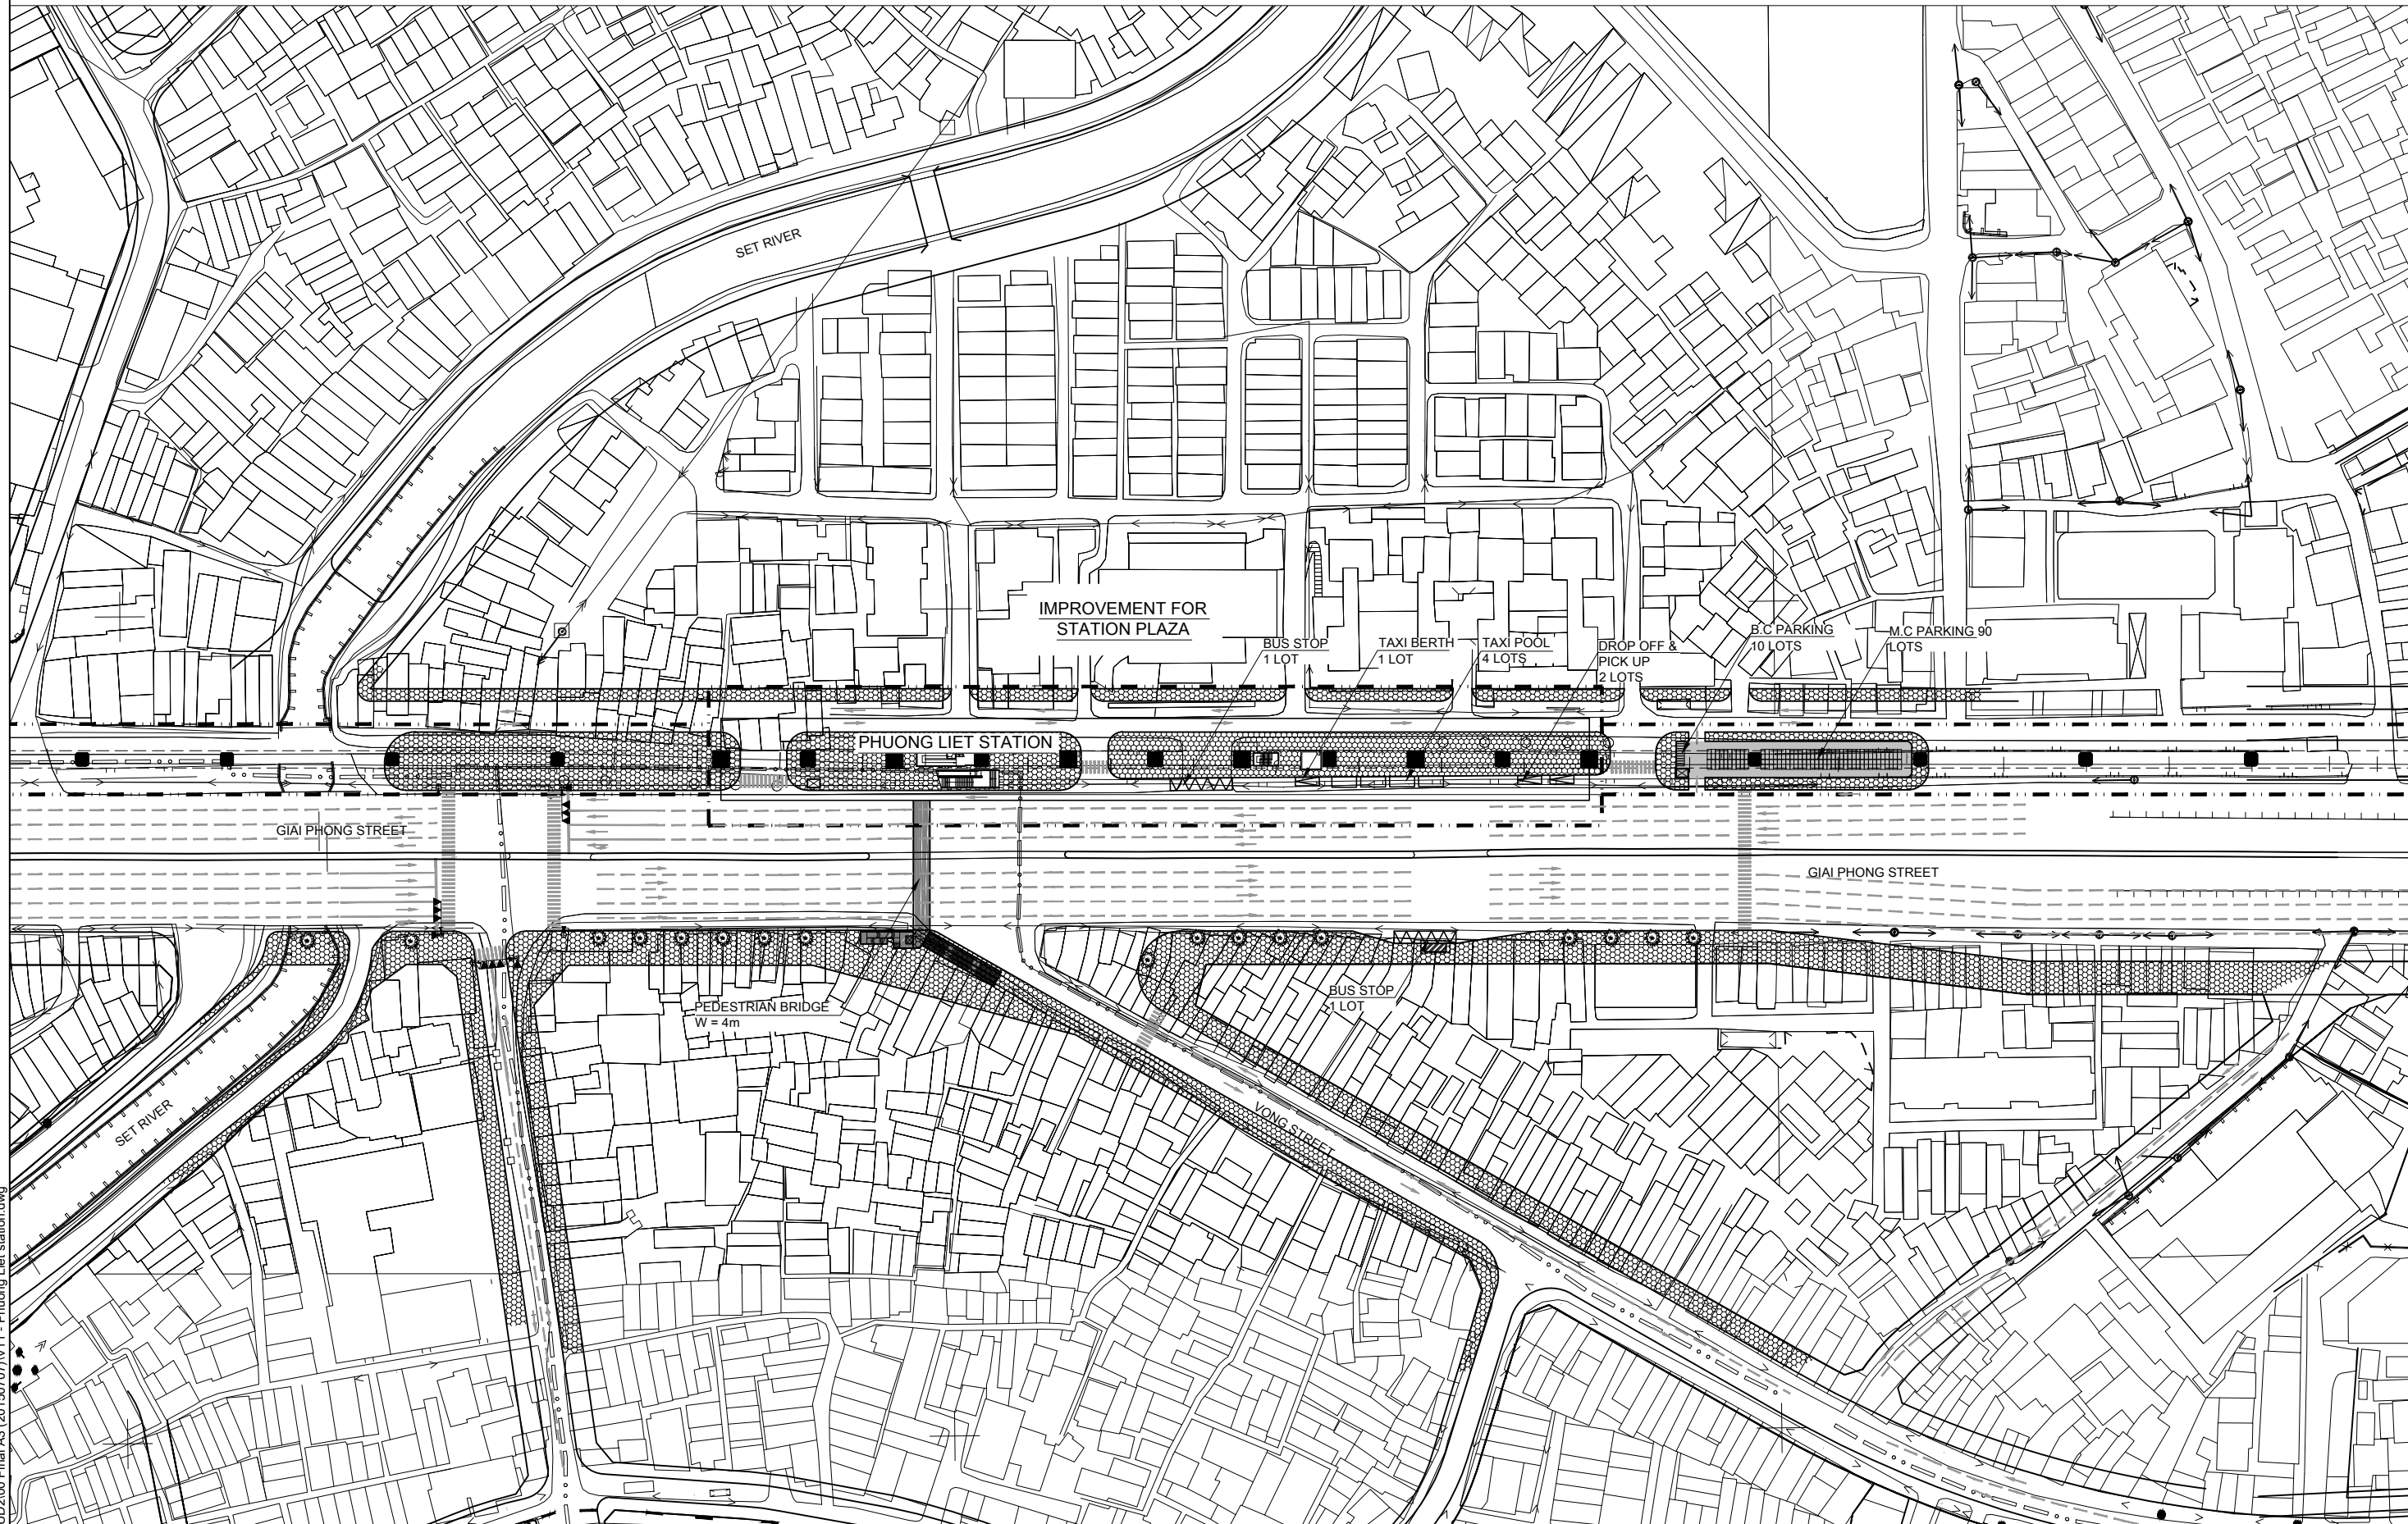 SET RIVER
IMPROVEMENT FOR
STATION PLAZA
BUS STOP
1 LOT
TAXI BERTH
1 LOT
TAXI POOL
4 LOTS
DROP OFF &
PICK UP
2 LOTS
B.C PARKING
10 LOTS
M.C PARKING 90
LOTS
PHUONG LIET STATION
GIAI PHONG STREET
GIAI PHONG STREET
PEDESTRIAN BRIDGE
W = 4m
BUS STOP
1 LOT
SET RIVER
VONG STREET